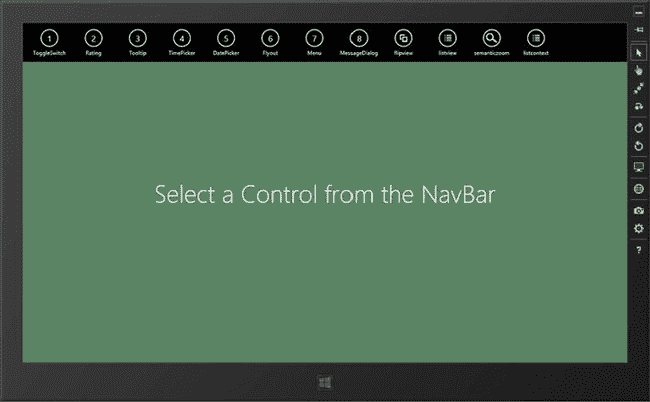 1 2 3 4 5 6 7 8
ToggleSwitch Rating Tooltip TimePicker DatePicker Flyout Menu MessageDialog flipview listview semanticzoom listcontext
Select a Control from the NavBar
?